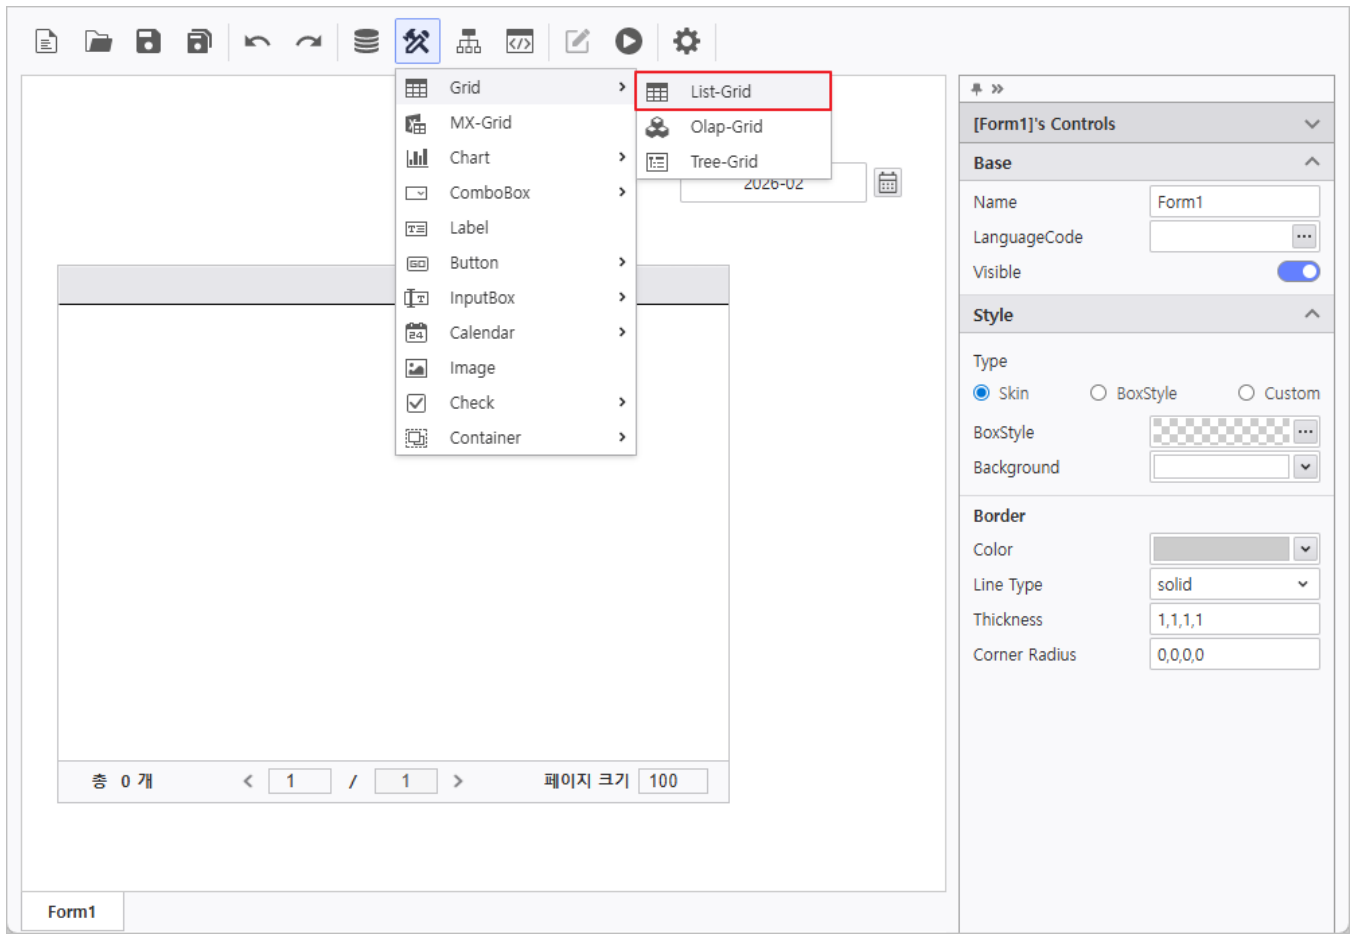 Grid
MX-Grid
Chart
ComboBox
Label
Button
InputBox
Calendar
24
Image
Check
Container
List-Grid
Olap-Grid
Tree-Grid
2026-02
총 0 개
1 / 1
페이지 크기 100
Form1
[Form1]'s Controls
Base
Name Form1
LanguageCode
Visible
Style
Type
Skin BoxStyle Custom
BoxStyle
Background
Border
Color
Line Type solid
Thickness 1,1,1,1
Corner Radius 0,0,0,0